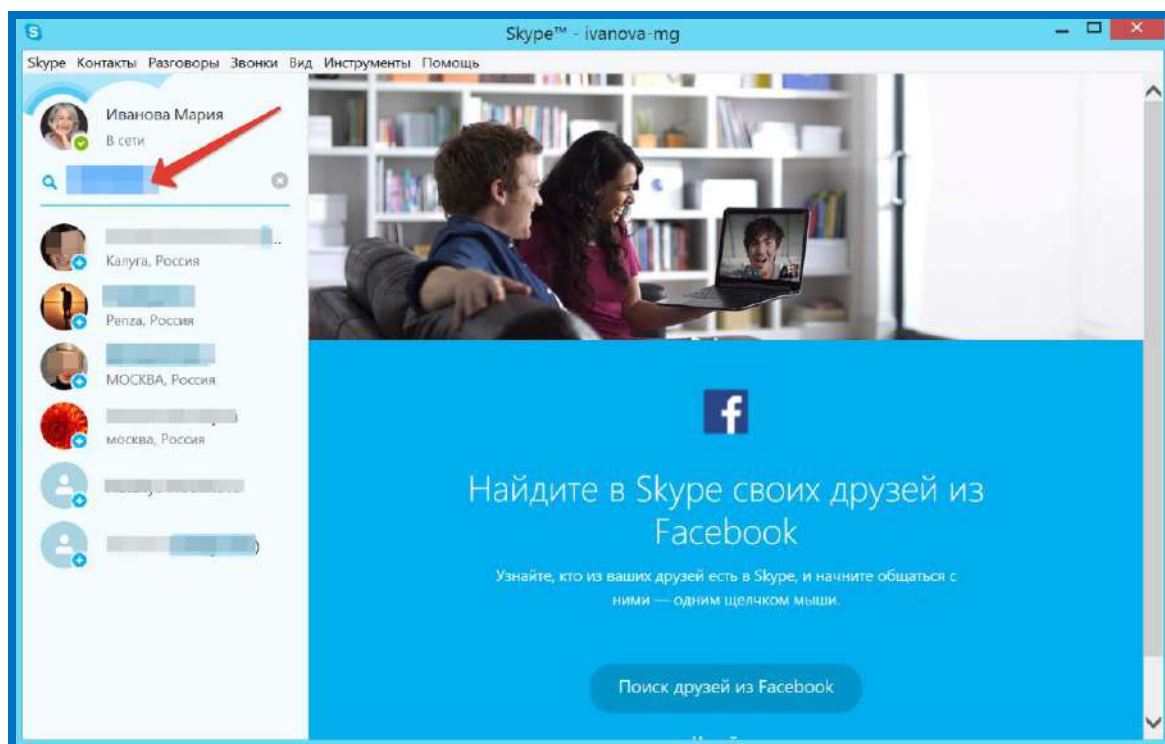 Skype™ - ivanova-mg
Skype Контакты Разговоры Звонки Вид Инструменты Помощь
Иванова Мария
В сети
Калуга, Россия
Penza, Россия
МОСКВА, Россия
москва, Россия
Найдите в Skype своих друзей из
Facebook
Узнайте, кто из ваших друзей есть в Skype, и начните общаться с
ними — одним щелчком мыши.
Поиск друзей из Facebook